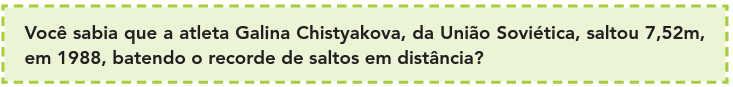 Você sabia que a atleta Galina Chistyakova, da União Soviética, saltou 7,52m,
em 1988, batendo o recorde de saltos em distância?